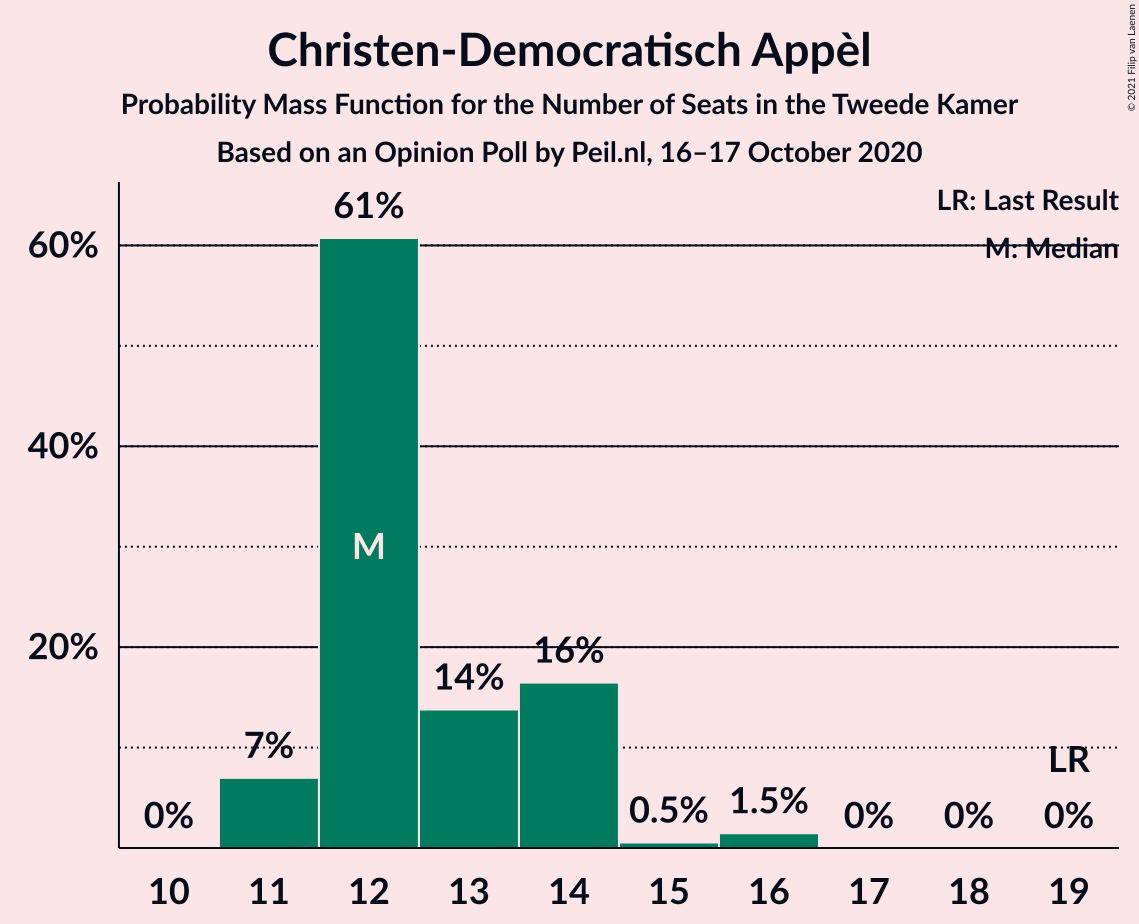 Christen-Democratisch Appèl
Probability Mass Function for the Number of Seats in the Tweede Kamer
Based on an Opinion Poll by Peil.nl, 16–17 October 2020
© 2021 Filip van Laenen
LR: Last Result
M: Median
60%
40%
20%
0%
7%
61%
M
14%
16%
0.5%
1.5%
0%
0%
LR
0%
10 11 12 13 14 15 16 17 18 19